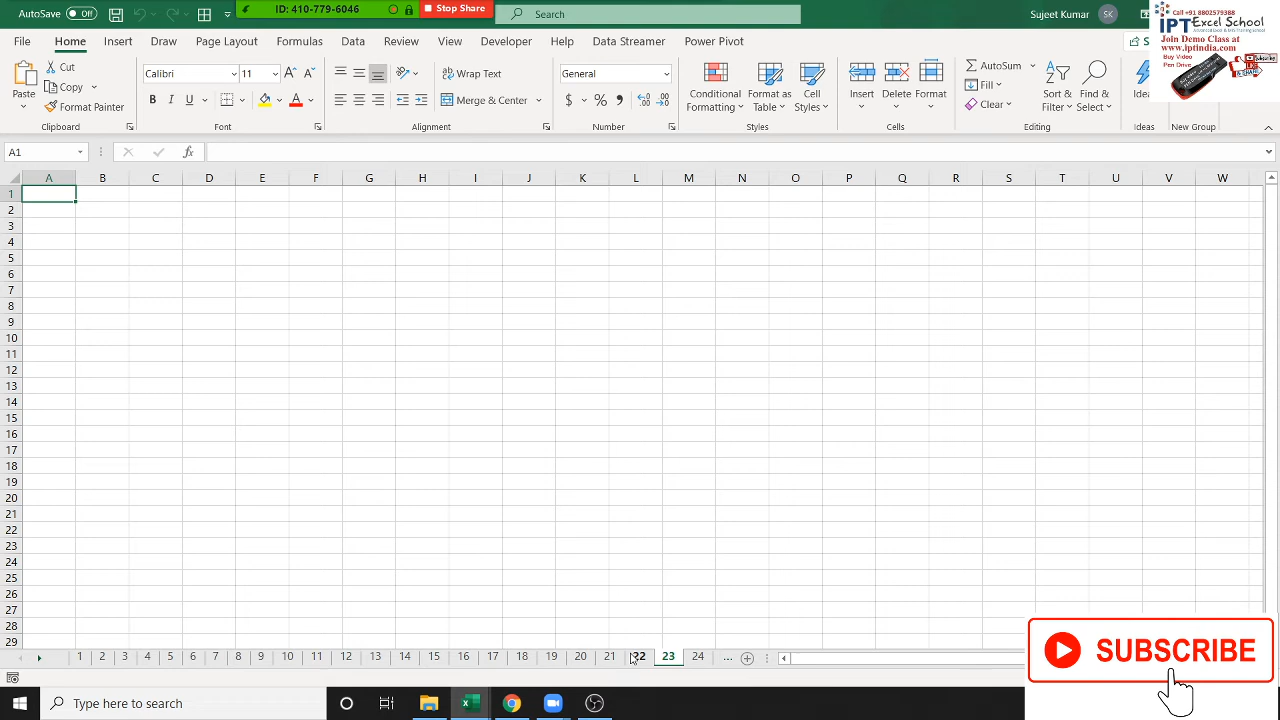 AutoSave Off
ID: 410-779-6046
Stop Share
Search
Sujeet Kumar
SK
Call +91 8802579388
IPT Excel School
Join Demo Class at
www.iptindia.com
Buy Video
Pen Drive
File Home Insert Draw Page Layout Formulas Data Review View Developer Help Data Streamer Power Pivot
Paste
Cut
Copy
Format Painter
Clipboard
Calibri 11
B I U
Font
Wrap Text
Merge & Center
Alignment
General
$ % ,
Number
Conditional Formatting
Format as Table
Cell Styles
Styles
Insert
Delete
Format
Cells
AutoSum
Fill
Clear
Sort & Filter
Find & Select
Editing
Ideas
New Group
A1
fx
A B C D E F G H I J K L M N O P Q R S T U V W
1
2
3
4
5
6
7
8
9
10
11
12
13
14
15
16
17
18
19
20
21
22
23
24
25
26
27
28
29
1 2 3 4 5 6 7 8 9 10 11 12 13 14 15 16 17 18 19 20 21 22 23 24 ...
SUBSCRIBE
Type here to search